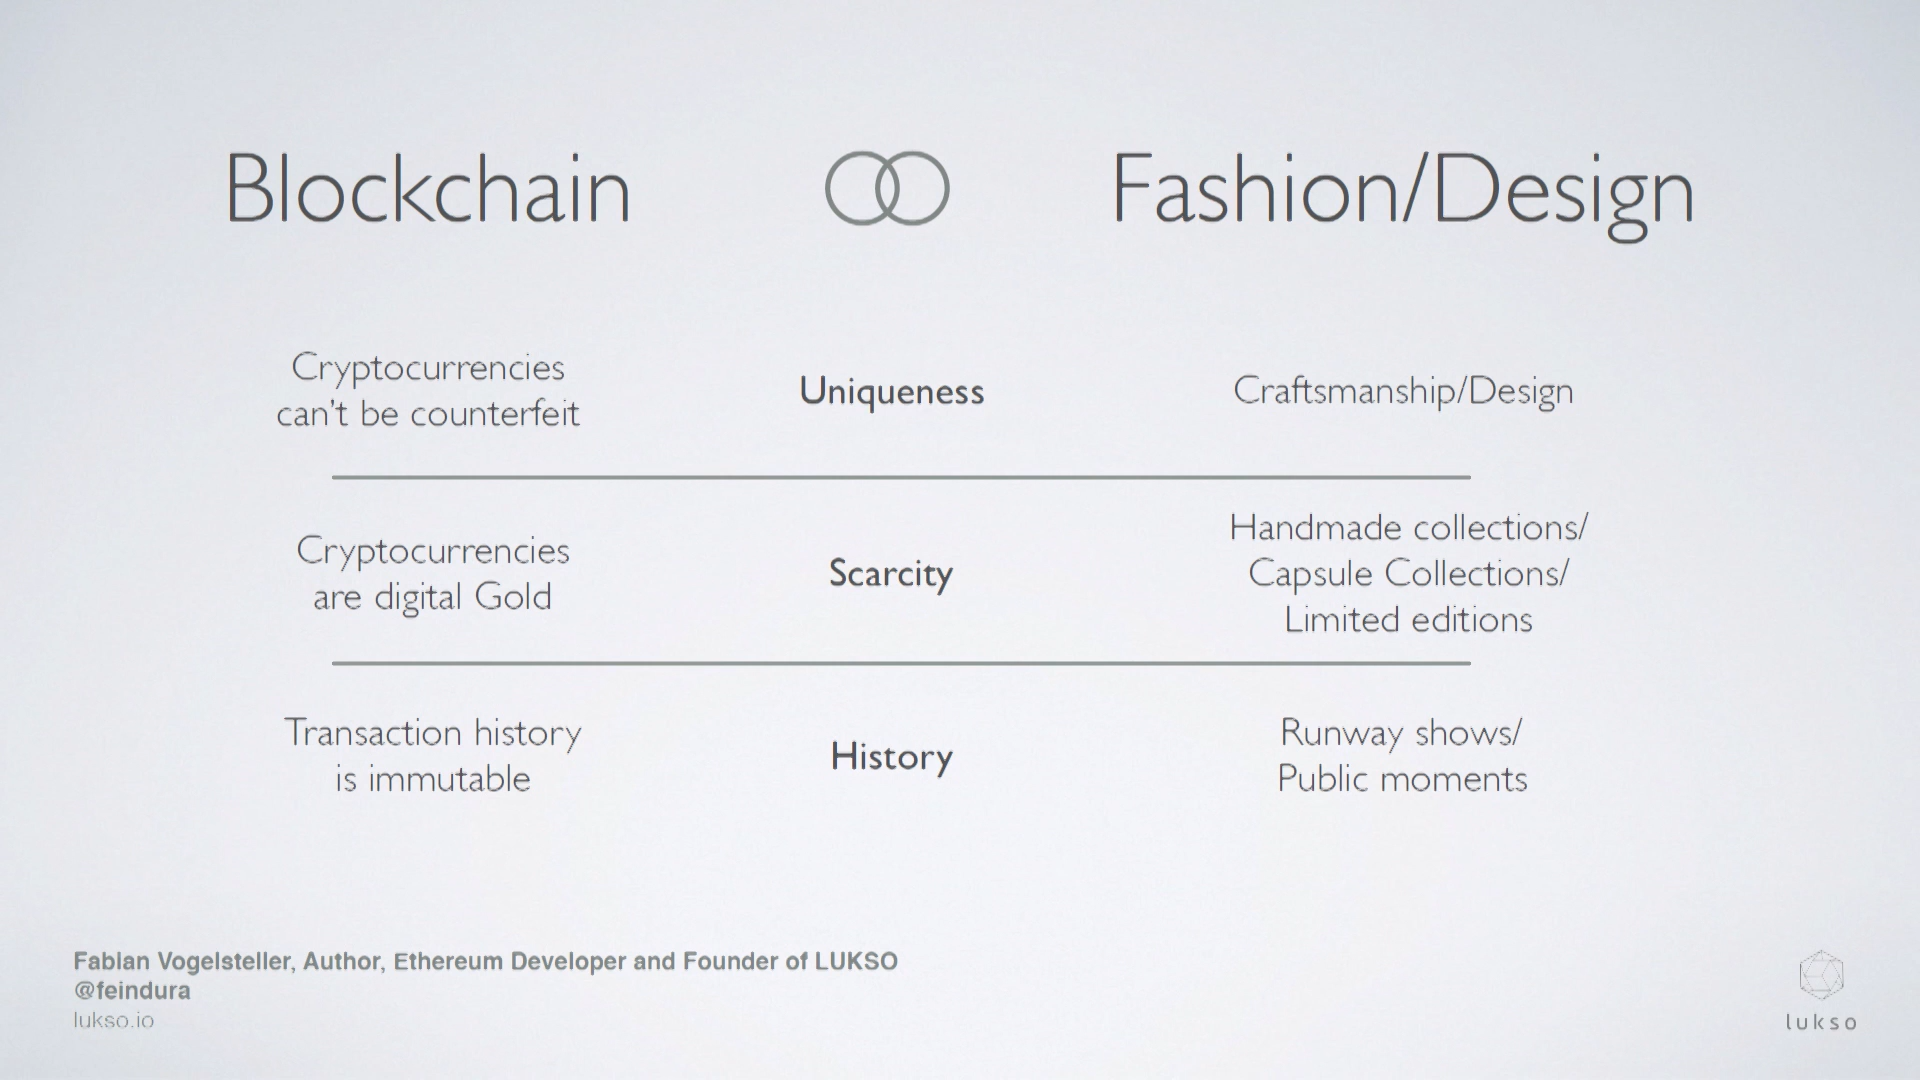 Blockchain
Fashion/Design
Cryptocurrencies
can't be counterfeit
Uniqueness
Craftsmanship/Design
Cryptocurrencies
are digital Gold
Scarcity
Handmade collections/
Capsule Collections/
Limited editions
Transaction history
is immutable
History
Runway shows/
Public moments
Fabian Vogelsteller, Author, Ethereum Developer and Founder of LUKSO
@feindura
lukso.io
lukso